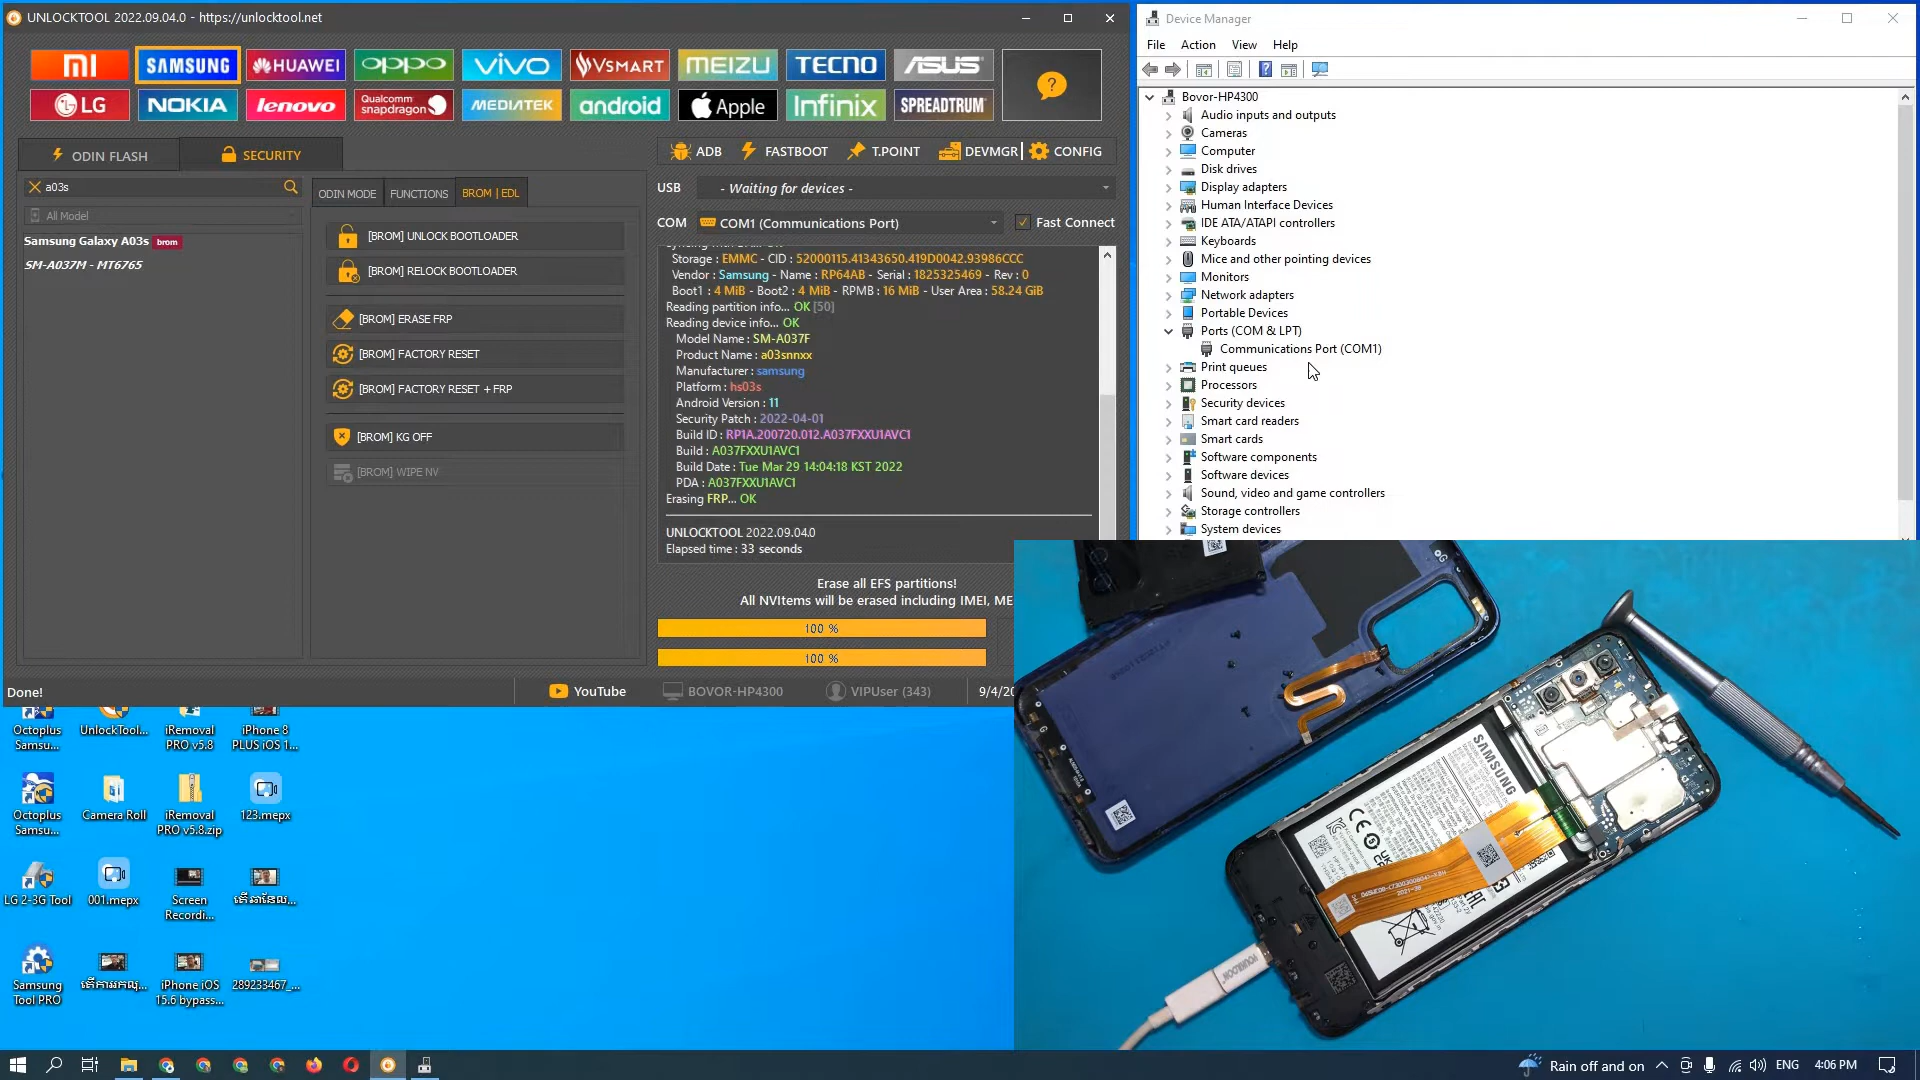 UNLOCKTOOL 2022.09.04.0 - https://unlocktool.net
MI SAMSUNG HUAWEI OPPO VIVO VSMART MEIZU TECNO ASUS ?
LG NOKIA lenovo Qualcomm snapdragon MEDIATEK android Apple Infinix SPREADTRUM
ODIN FLASH
SECURITY
ADB
FASTBOOT
T.POINT
DEVMGR
CONFIG
a03s
All Model
Samsung Galaxy A03s brom
SM-A037M - MT6765
ODIN MODE
FUNCTIONS
BROM | EDL
[BROM] UNLOCK BOOTLOADER
[BROM] RELOCK BOOTLOADER
[BROM] ERASE FRP
[BROM] FACTORY RESET
[BROM] FACTORY RESET + FRP
[BROM] KG OFF
[BROM] WIPE NV
USB - Waiting for devices -
COM COM1 (Communications Port)
Fast Connect
Storage : EMMC - CID : 52000115.41343650.419D0042.93986CCC
Vendor : Samsung - Name : RP64AB - Serial : 1825325469 - Rev : 0
Boot1 : 4 MiB - Boot2 : 4 MiB - RPMB : 16 MiB - User Area : 58.24 GiB
Reading partition info... OK [50]
Reading device info... OK
Model Name : SM-A037F
Product Name : a03snnxx
Manufacturer : samsung
Platform : hs03s
Android Version : 11
Security Patch : 2022-04-01
Build ID : RP1A.200720.012.A037FXXU1AVC1
Build : A037FXXU1AVC1
Build Date : Tue Mar 29 14:04:18 KST 2022
PDA : A037FXXU1AVC1
Erasing FRP... OK
UNLOCKTOOL 2022.09.04.0
Elapsed time : 33 seconds
Erase all EFS partitions!
All NVItems will be erased including IMEI, ME
100 %
100 %
Done!
YouTube
BOVOR-HP4300
VIPUser (343)
9/4/20
Device Manager
File Action View Help
Bovor-HP4300
Audio inputs and outputs
Cameras
Computer
Disk drives
Display adapters
Human Interface Devices
IDE ATA/ATAPI controllers
Keyboards
Mice and other pointing devices
Monitors
Network adapters
Portable Devices
Ports (COM & LPT)
Communications Port (COM1)
Print queues
Processors
Security devices
Smart card readers
Smart cards
Software components
Software devices
Sound, video and game controllers
Storage controllers
System devices
Octoplus Samsu...
UnlockTool...
iRemoval PRO v5.8
iPhone 8 PLUS iOS 1...
Octoplus Samsu...
Camera Roll
iRemoval PRO v5.8.zip
123.mepx
LG 2-3G Tool
001.mepx
Screen Recordi...
Samsung Tool PRO
iPhone iOS 15.6 bypass...
289233467_...
SAMSUNG
2021-38
Rain off and on
ENG
4:06 PM